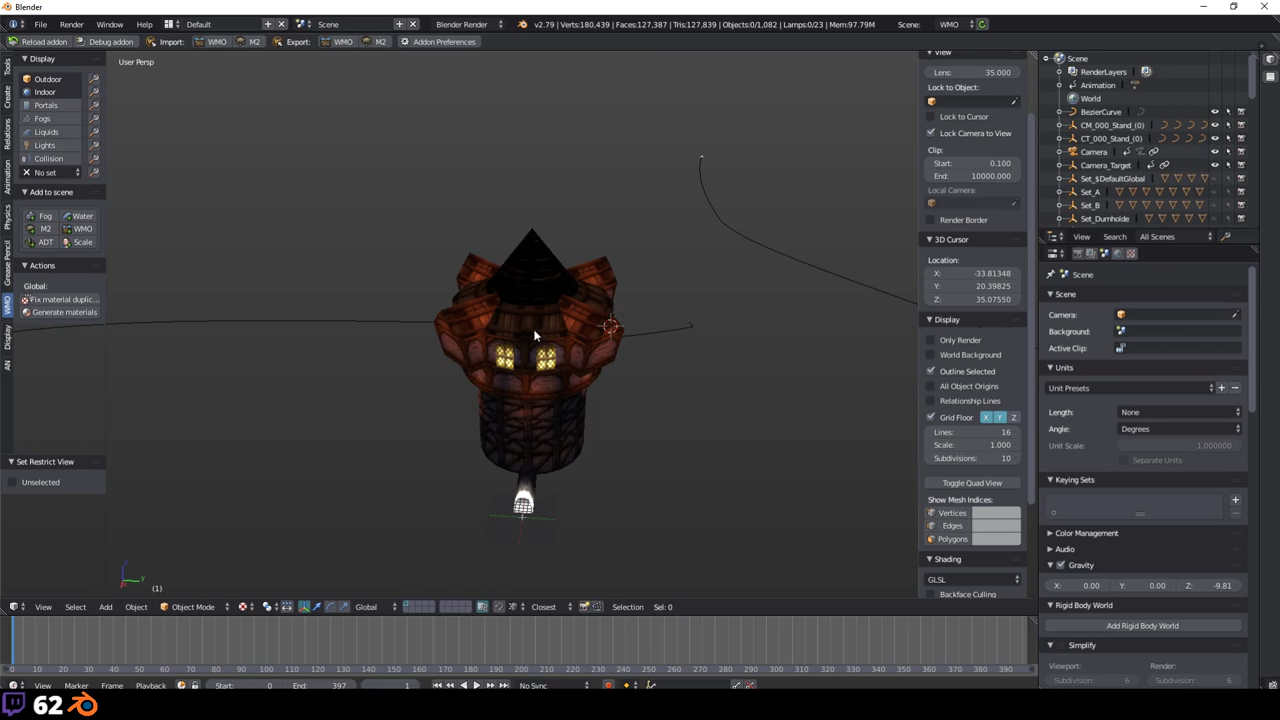 Blender
File Render Window Help Default Scene Blender Render v2.79 | Verts:180,439 | Faces:127,387 | Tris:127,839 | Objects:0/1,082 | Lamps:0/23 | Mem:97.79M Scene: WMO
Reload addon Debug addon Import: WMO M2 Export: WMO M2 Addon Preferences
User Persp
Tools
Create
Relations
Animation
Physics
Grease Pencil
WMO
Display
AN
Display
Outdoor
Indoor
Portals
Fogs
Liquids
Lights
Collision
No set
Add to scene
Fog Water
M2 WMO
ADT Scale
Actions
Global:
Fix material duplic...
Generate materials
Set Restrict View
Unselected
(1)
View
Lens: 35.000
Lock to Object:
Lock to Cursor
Lock Camera to View
Clip:
Start: 0.100
End: 10000.000
Local Camera:
Render Border
3D Cursor
Location:
X: -33.81348
Y: 20.39825
Z: 35.07550
Display
Only Render
World Background
Outline Selected
All Object Origins
Relationship Lines
Grid Floor X Y Z
Lines: 16
Scale: 1.000
Subdivisions: 10
Toggle Quad View
Show Mesh Indices:
Vertices
Edges
Polygons
Shading
GLSL
Backface Culling
Scene
RenderLayers
Animation
World
BezierCurve
CM_000_Stand_(0)
CT_000_Stand_(0)
Camera
Camera_Target
Set_$DefaultGlobal
Set_A
Set_B
Set_Durnholde
View Search All Scenes
Scene
Scene
Camera:
Background:
Active Clip:
Units
Unit Presets
Length: None
Angle: Degrees
Unit Scale: 1.000000
Separate Units
Keying Sets
Color Management
Audio
Gravity
X: 0.00 Y: 0.00 Z: -9.81
Rigid Body World
Add Rigid Body World
Simplify
Viewport: Render:
Subdivision: 6 Subdivision: 6
View Select Add Object Object Mode Global Closest Selection Sel: 0
0 10 20 30 40 50 60 70 80 90 100 110 120 130 140 150 160 170 180 190 200 210 220 230 240 250 260 270 280 290 300 310 320 330 340 350 360 370 380 390
View Marker Frame Playback Start: 0 End: 397 1 No Sync
62